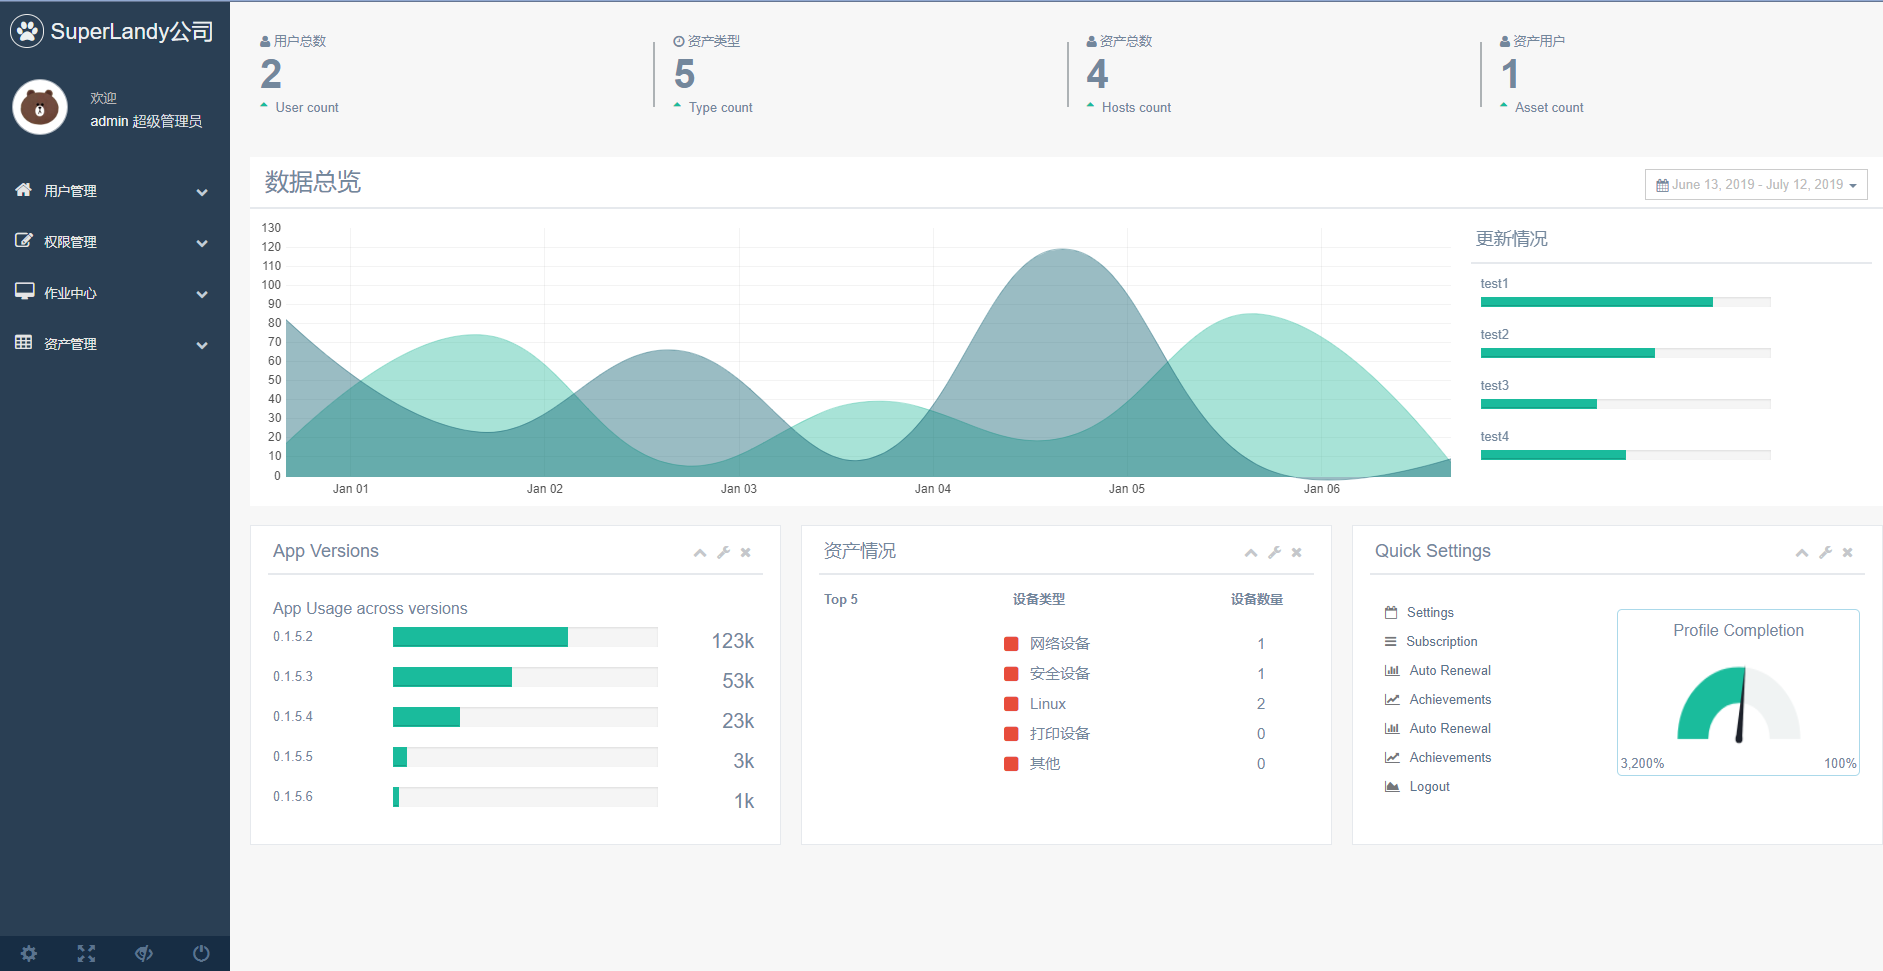 SuperLandy公司
欢迎
admin 超级管理员
用户管理
权限管理
作业中心
资产管理
用户总数
2
User count
资产类型
5
Type count
资产总数
4
Hosts count
资产用户
1
Asset count
数据总览
June 13, 2019 - July 12, 2019
130
120
110
100
90
80
70
60
50
40
30
20
10
0
Jan 01 Jan 02 Jan 03 Jan 04 Jan 05 Jan 06
更新情况
test1
test2
test3
test4
App Versions
App Usage across versions
0.1.5.2 123k
0.1.5.3 53k
0.1.5.4 23k
0.1.5.5 3k
0.1.5.6 1k
资产情况
Top 5 设备类型 设备数量
网络设备 1
安全设备 1
Linux 2
打印设备 0
其他 0
Quick Settings
Settings
Subscription
Auto Renewal
Achievements
Auto Renewal
Achievements
Logout
Profile Completion
3,200% 100%